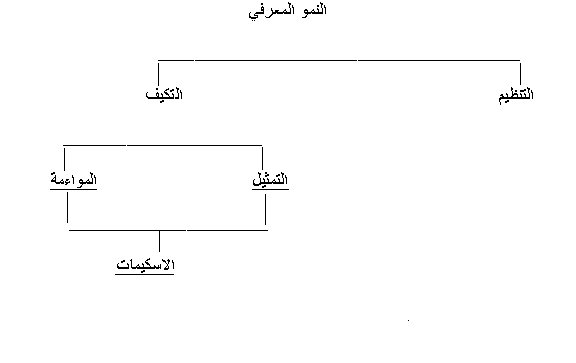 النمو المعرفي
التنظيم
التكيف
التمثيل
المواءمة
الاسكيمات